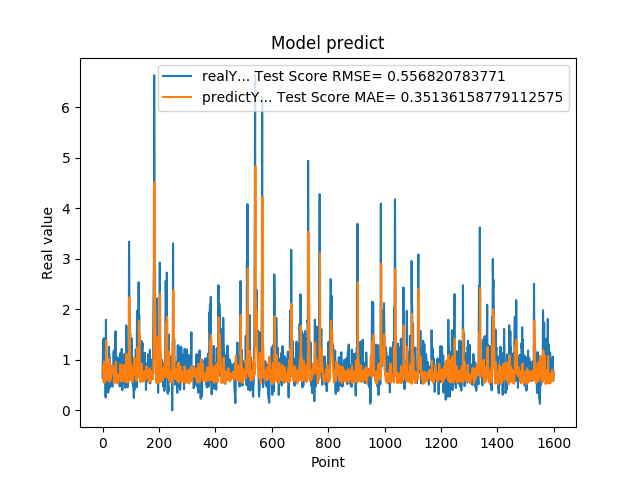 Model predict
realY... Test Score RMSE= 0.556820783771
predictY... Test Score MAE= 0.35136158779112575
Real value
6
5
4
3
2
1
0
0 200 400 600 800 1000 1200 1400 1600
Point